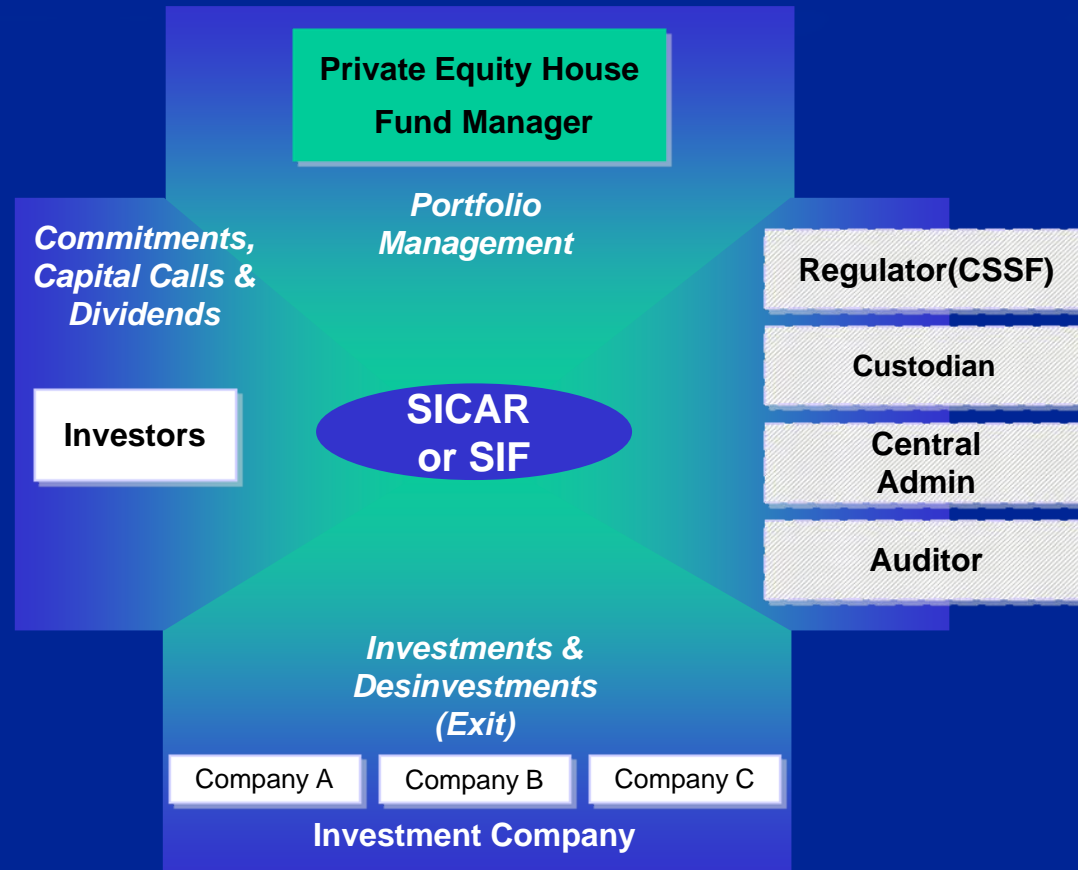 Private Equity House
Fund Manager
Portfolio
Management
Commitments,
Capital Calls &
Dividends
Investors
SICAR
or SIF
Regulator(CSSF)
Custodian
Central
Admin
Auditor
Investments &
Desinvestments
(Exit)
Company A
Company B
Company C
Investment Company